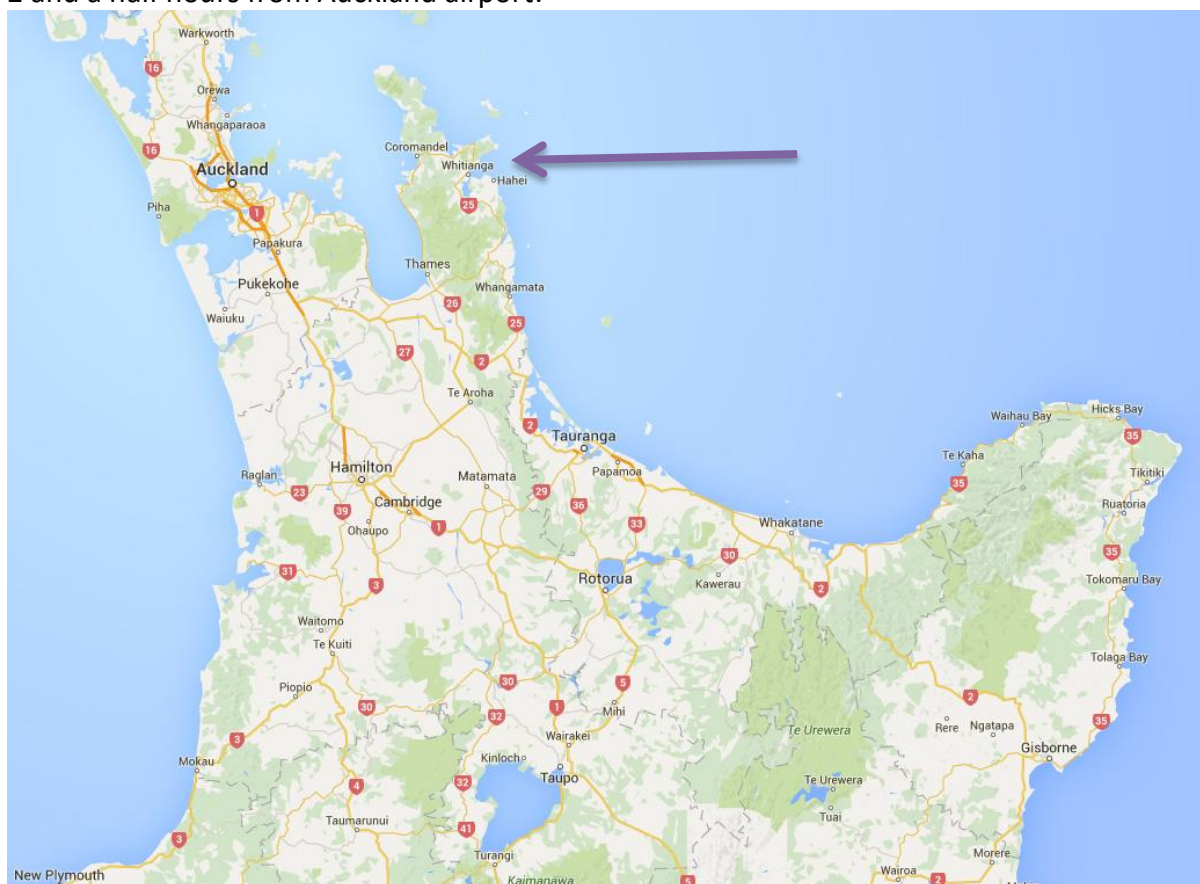 2 and a half hours from Auckland airport.
Warkworth
16
Orewa
Whangaparaoa
16
Coromandel
Auckland
Whitianga
Hahei
Piha
1
25
Papakura
Thames
Pukekohe
Whangamata
Waiuku
26
25
27
2
Te Aroha
Waihau Bay
Hicks Bay
2
35
Tauranga
Te Kaha
Hamilton
Papamoa
Tikitiki
Raglan
Matamata
35
23
29
Cambridge
36
Ruatoria
39
33
Whakatane
Ohaupo
1
35
30
31
3
Rotorua
Kawerau
2
Tokomaru Bay
Waitomo
Te Kuiti
Tolaga Bay
30
5
Piopio
2
30
32
1
Mihi
35
3
Te Urewera
Rere
Ngatapa
Wairakei
Gisborne
Mokau
Kinloch
Taupo
4
32
Te Urewera
Taumarunui
41
Tuai
3
Turangi
Morere
New Plymouth
Kaimanawa
5
Wairoa
2